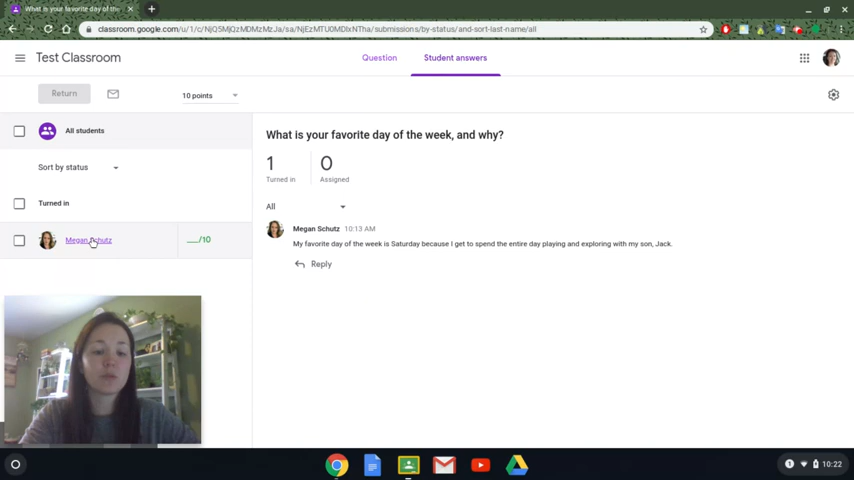 What is your favorite day of the
classroom.google.com/u/1/c/NjQ5MjQzMDMzMzJa/sa/NjEzMTU0MDIxNTha/submissions/by-status/and-sort-last-name/all
Test Classroom
Question
Student answers
Return
10 points
All students
What is your favorite day of the week, and why?
1
0
Turned in
Assigned
Sort by status
Turned in
All
Megan Schutz
___/10
Megan Schutz 10:13 AM
My favorite day of the week is Saturday because I get to spend the entire day playing and exploring with my son, Jack.
Reply
10:22